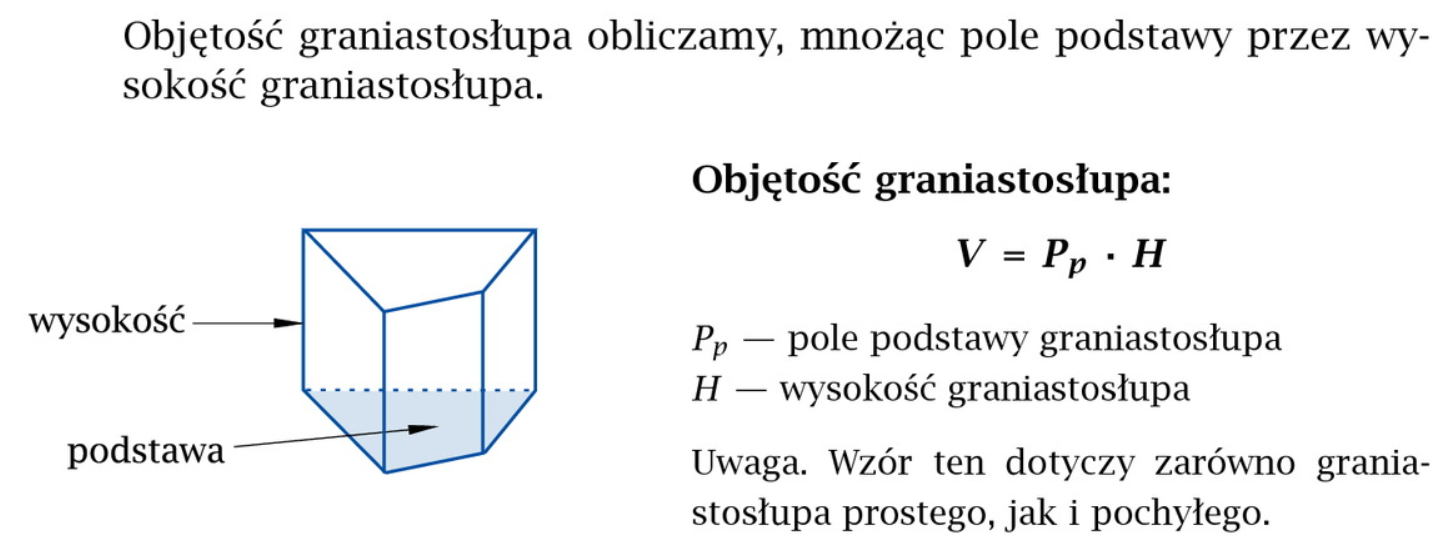 Objętość graniastosłupa obliczamy, mnożąc pole podstawy przez wy-
sokość graniastosłupa.
wysokość
podstawa
Objętość graniastosłupa:
V = Pₚ · H
Pₚ — pole podstawy graniastosłupa
H — wysokość graniastosłupa
Uwaga. Wzór ten dotyczy zarówno grania-
stosłupa prostego, jak i pochyłego.